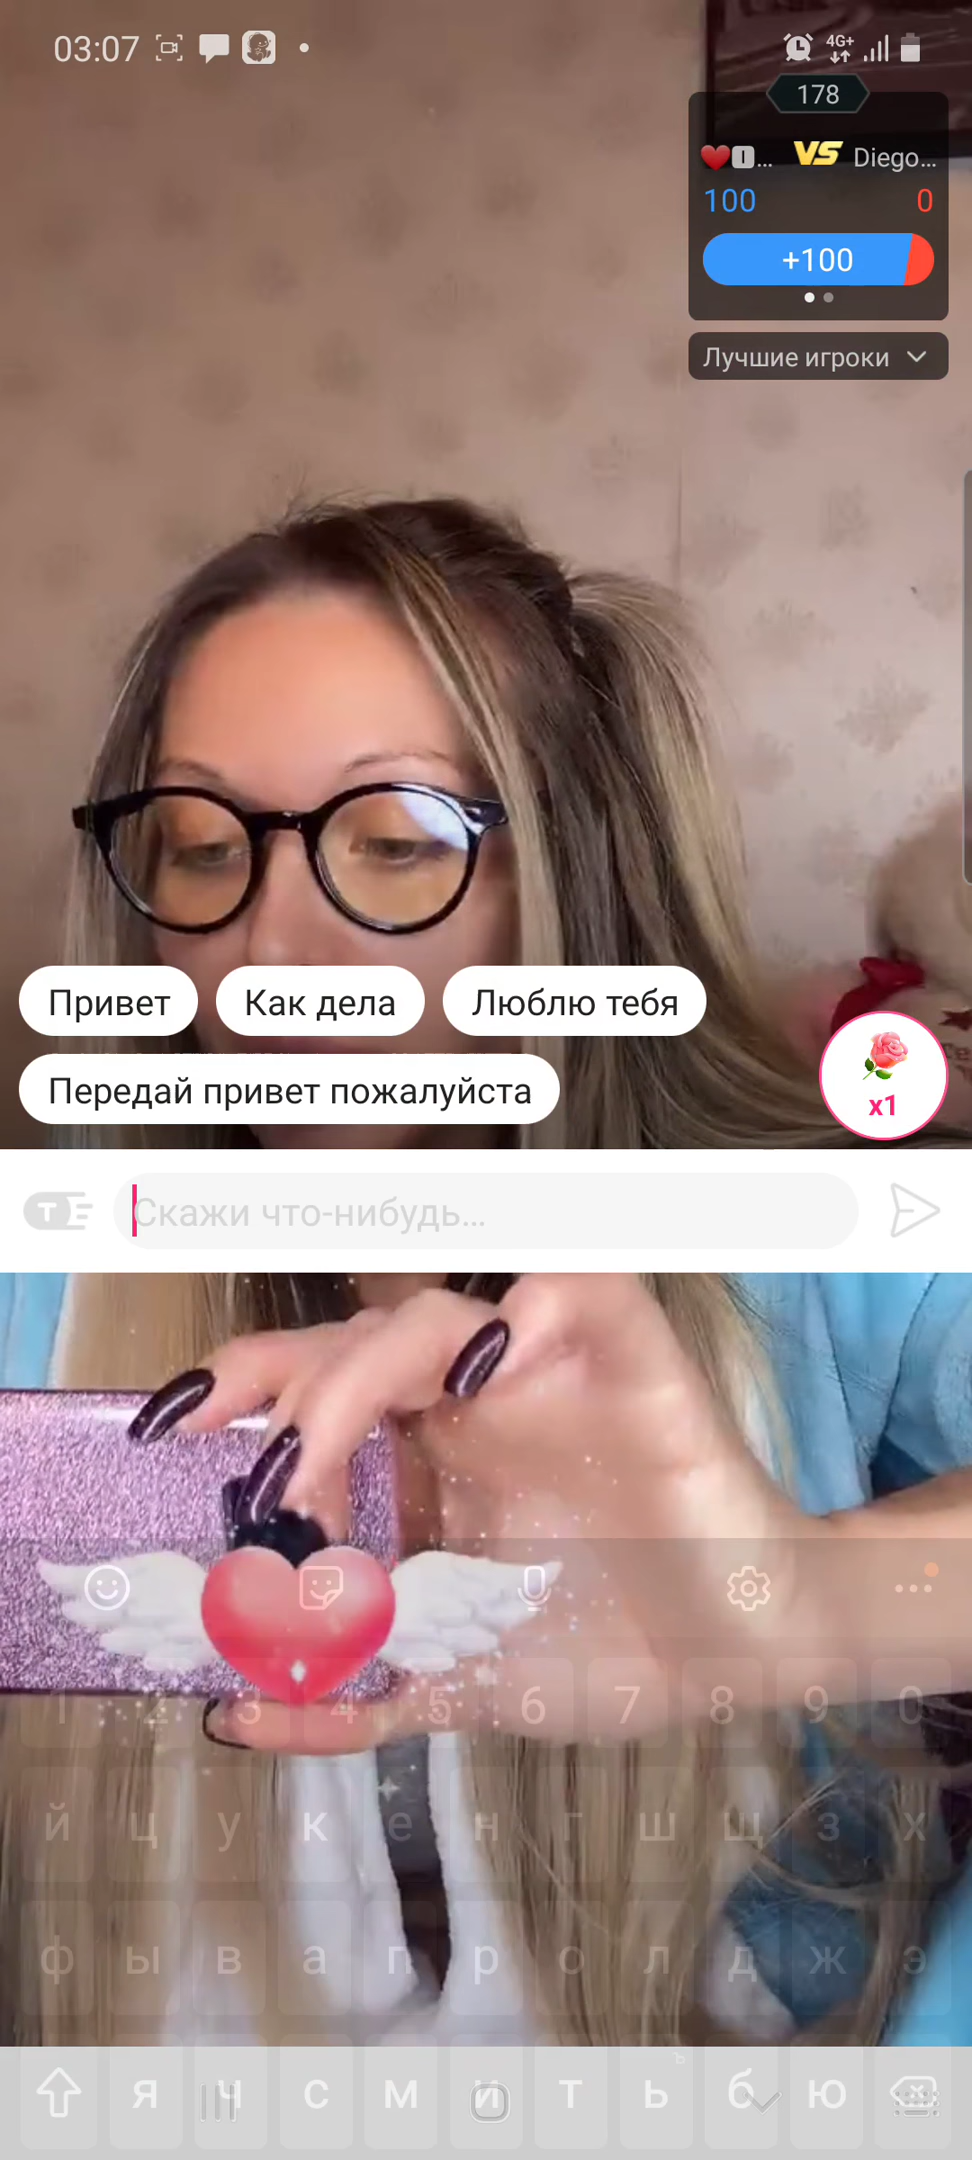 03:07
4G+
178
❤️I... VS Diego...
100 0
+100
Лучшие игроки
Привет Как дела Люблю тебя
Передай привет пожалуйста
x1
T Скажи что-нибудь...
1 2 3 4 5 6 7 8 9 0
й ц у к е н г ш щ з х
ф ы в а п р о л д ж э
я ч с м и т ь б ю